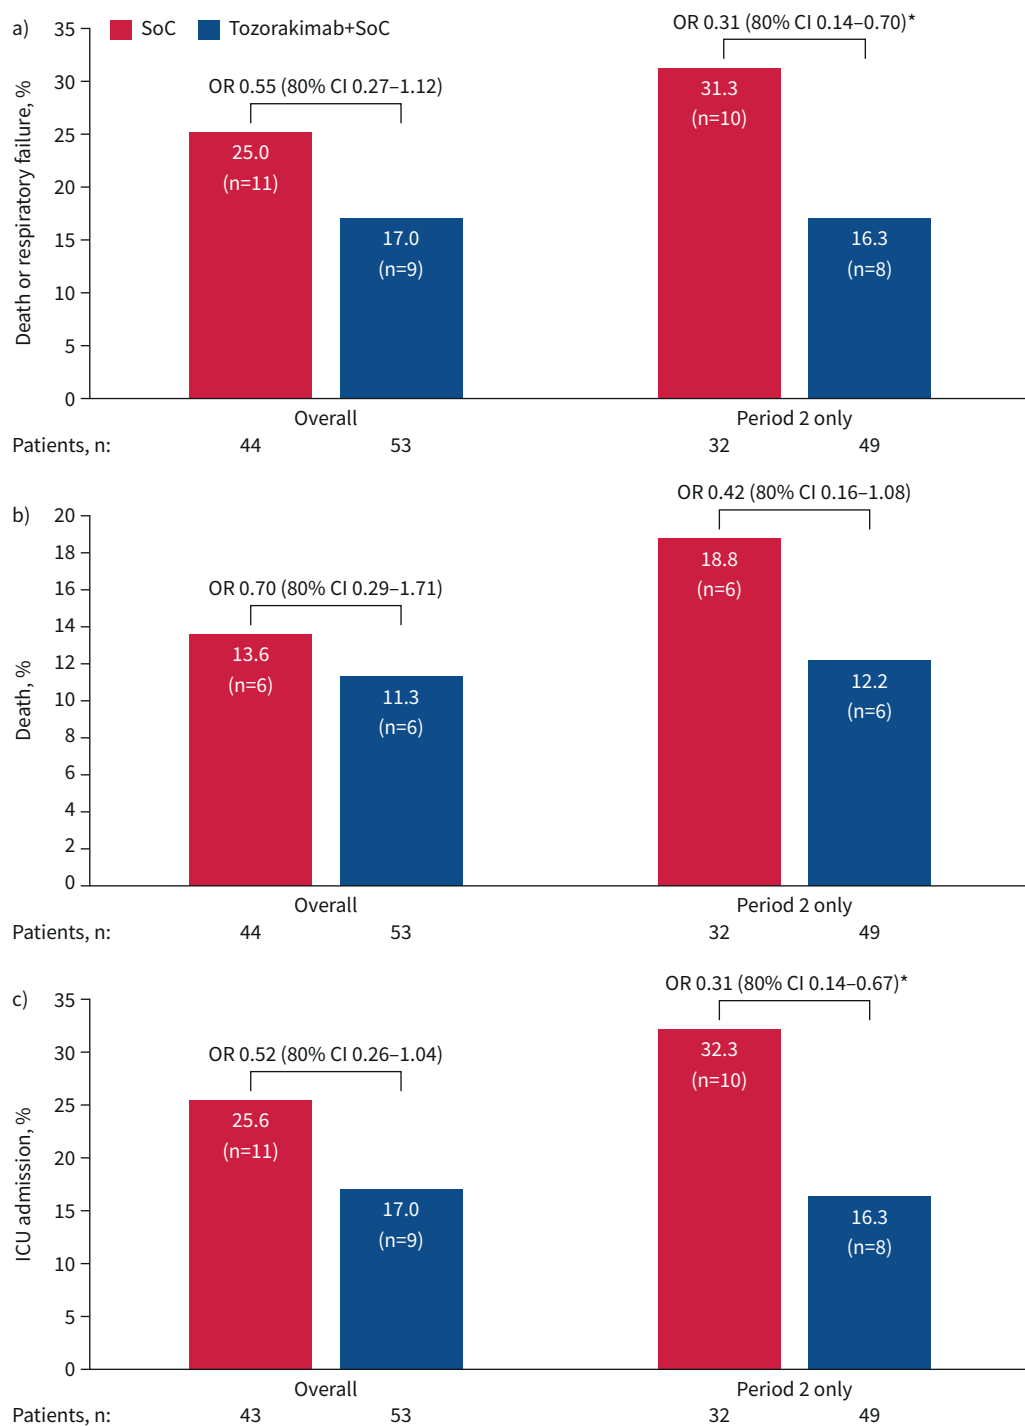 a)
SoC Tozorakimab+SoC
OR 0.31 (80% CI 0.14–0.70)*
OR 0.55 (80% CI 0.27–1.12)
Death or respiratory failure, %
35
30
25
20
15
10
5
0
25.0
(n=11)
17.0
(n=9)
31.3
(n=10)
16.3
(n=8)
Overall Period 2 only
Patients, n: 44 53 32 49
b)
OR 0.42 (80% CI 0.16–1.08)
OR 0.70 (80% CI 0.29–1.71)
Death, %
20
18
16
14
12
10
8
6
4
2
0
13.6
(n=6)
11.3
(n=6)
18.8
(n=6)
12.2
(n=6)
Overall Period 2 only
Patients, n: 44 53 32 49
c)
OR 0.31 (80% CI 0.14–0.67)*
OR 0.52 (80% CI 0.26–1.04)
ICU admission, %
35
30
25
20
15
10
5
0
25.6
(n=11)
17.0
(n=9)
32.3
(n=10)
16.3
(n=8)
Overall Period 2 only
Patients, n: 43 53 32 49